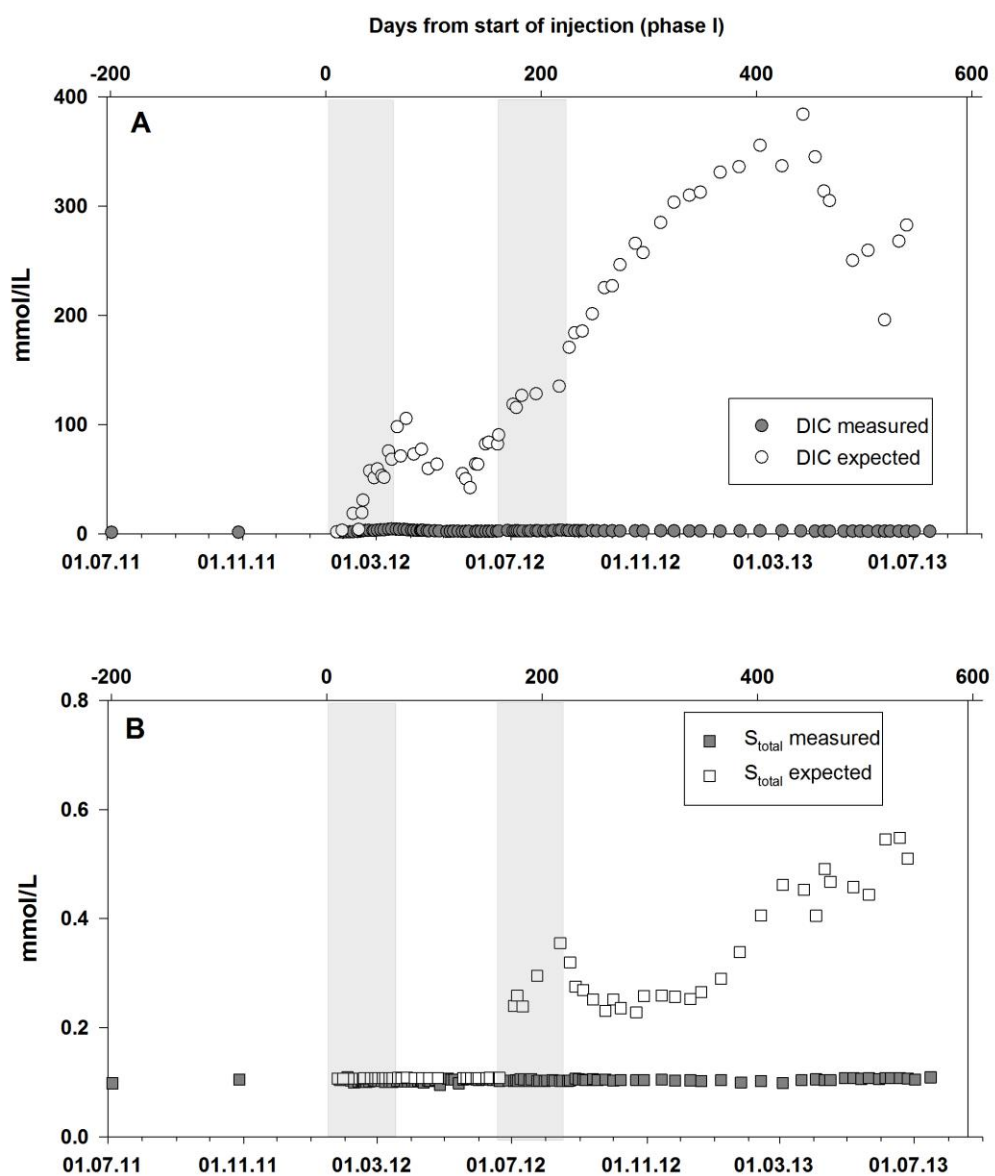 Days from start of injection (phase I)
-200 0 200 400 600
A
400
300
200
100
0
mmol/lL
DIC measured
DIC expected
01.07.11 01.11.11 01.03.12 01.07.12 01.11.12 01.03.13 01.07.13
-200 0 200 400 600
B
0.8
0.6
0.4
0.2
0.0
mmol/L
S_total measured
S_total expected
01.07.11 01.11.11 01.03.12 01.07.12 01.11.12 01.03.13 01.07.13